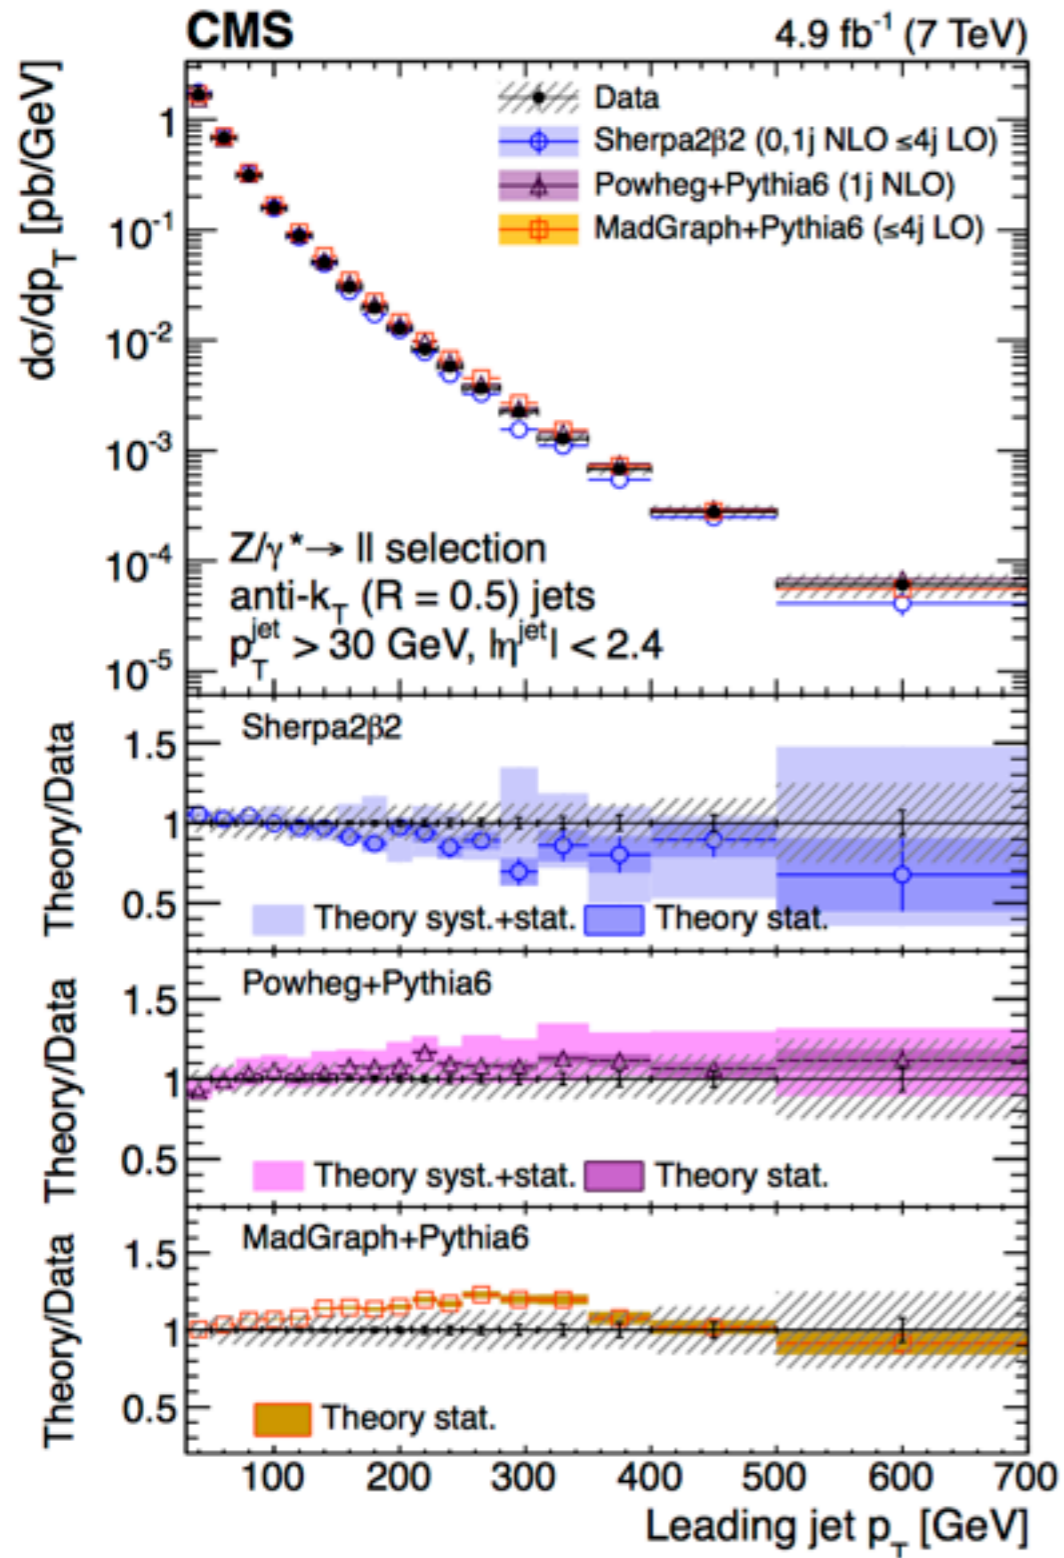 CMS
4.9 fb⁻¹ (7 TeV)
dσ/dp_T [pb/GeV]
1
10⁻¹
10⁻²
10⁻³
10⁻⁴
10⁻⁵
Data
Sherpa2β2 (0,1j NLO ≤4j LO)
Powheg+Pythia6 (1j NLO)
MadGraph+Pythia6 (≤4j LO)
Z/γ*→ ll selection
anti-k_T (R = 0.5) jets
p_T^jet > 30 GeV, |η^jet| < 2.4
Theory/Data
Sherpa2β2
1.5
1
0.5
Theory syst.+stat.
Theory stat.
Theory/Data
Powheg+Pythia6
1.5
1
0.5
Theory syst.+stat.
Theory stat.
Theory/Data
MadGraph+Pythia6
1.5
1
0.5
Theory stat.
100 200 300 400 500 600 700
Leading jet p_T [GeV]